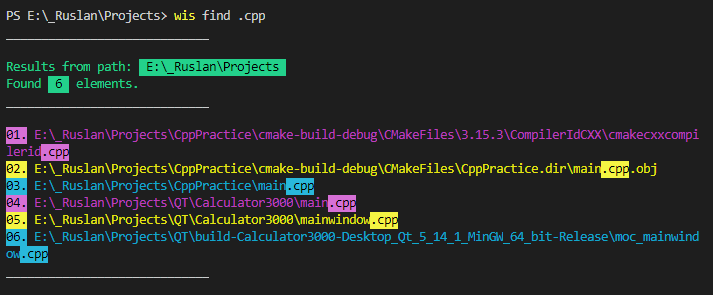 PS E:\_Ruslan\Projects> wis find .cpp
Results from path: E:\_Ruslan\Projects
Found 6 elements.
01. E:\_Ruslan\Projects\CppPractice\cmake-build-debug\CMakeFiles\3.15.3\CompilerIdCXX\cmakecxxcompi
lerid.cpp
02. E:\_Ruslan\Projects\CppPractice\cmake-build-debug\CMakeFiles\CppPractice.dir\main.cpp.obj
03. E:\_Ruslan\Projects\CppPractice\main.cpp
04. E:\_Ruslan\Projects\QT\Calculator3000\main.cpp
05. E:\_Ruslan\Projects\QT\Calculator3000\mainwindow.cpp
06. E:\_Ruslan\Projects\QT\build-Calculator3000-Desktop_Qt_5_14_1_MinGW_64_bit-Release\moc_mainwind
ow.cpp